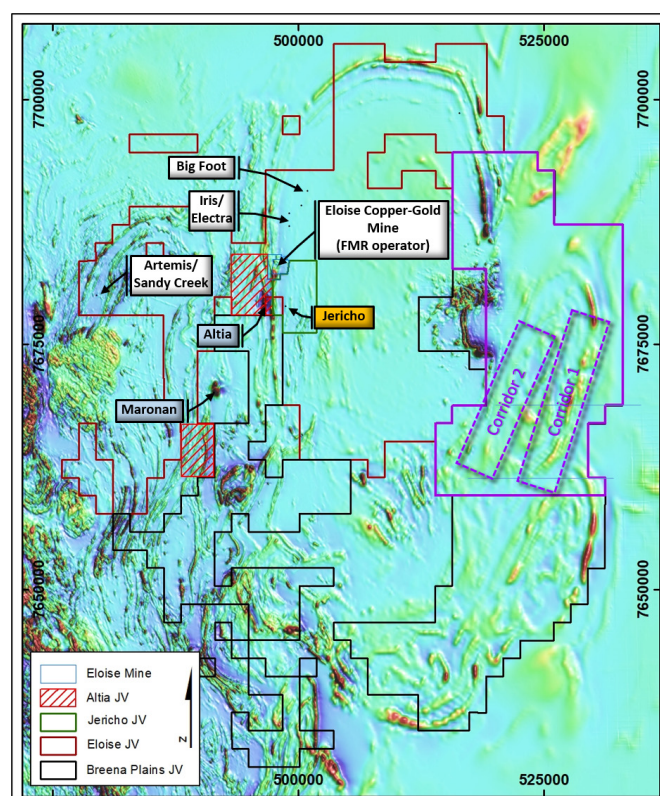 500000
525000
7700000
7700000
Big Foot
Iris/
Electra
Eloise Copper-Gold
Mine
(FMR operator)
Artemis/
Sandy Creek
Jericho
Altia
7675000
7675000
Corridor 2
Corridor 1
Maronan
7650000
7650000
Eloise Mine
Altia JV
Jericho JV
Eloise JV
Breena Plains JV
N
500000
525000